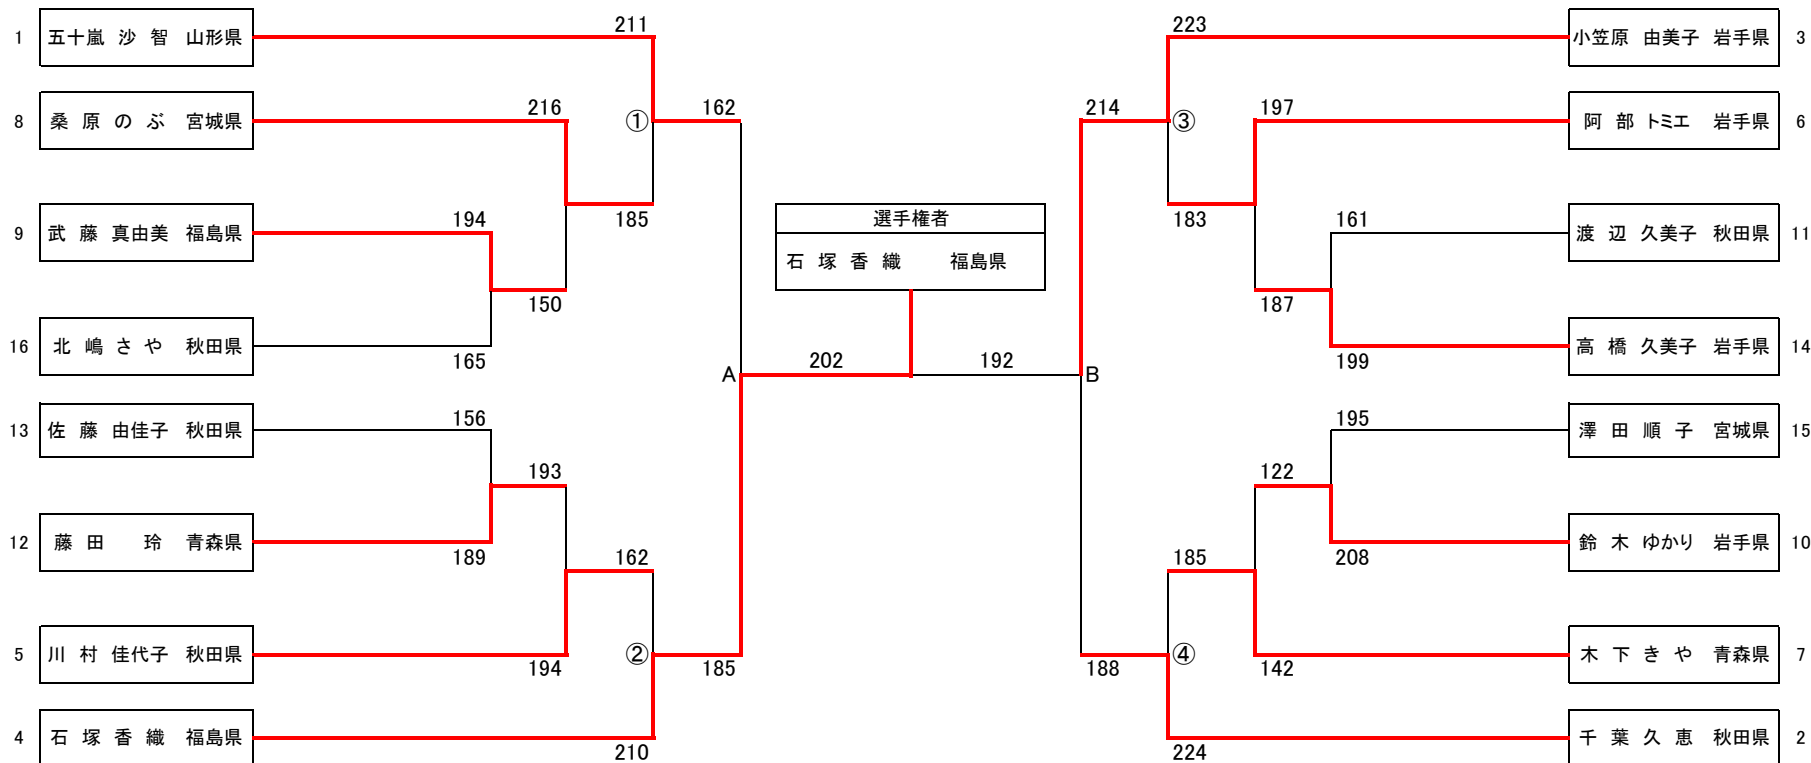 211
223
1 五十嵐 沙 智 山形県
小笠原 由美子 岩手県 3
216
162
214
197
8 桑 原 の ぶ 宮城県
①
③
阿 部 トミエ 岩手県 6
194
185
選手権者
183
161
9 武 藤 真由美 福島県
石 塚 香 織 福島県
渡 辺 久美子 秋田県 11
150
187
16 北 嶋 さ や 秋田県
165
202
192
199
高 橋 久美子 岩手県 14
A
B
13 佐 藤 由佳子 秋田県
156
195
澤 田 順 子 宮城県 15
193
122
12 藤 田 玲 青森県
189
162
185
208
鈴 木 ゆかり 岩手県 10
5 川 村 佳代子 秋田県
194
②
185
188
④
142
木 下 き や 青森県 7
4 石 塚 香 織 福島県
210
224
千 葉 久 恵 秋田県 2